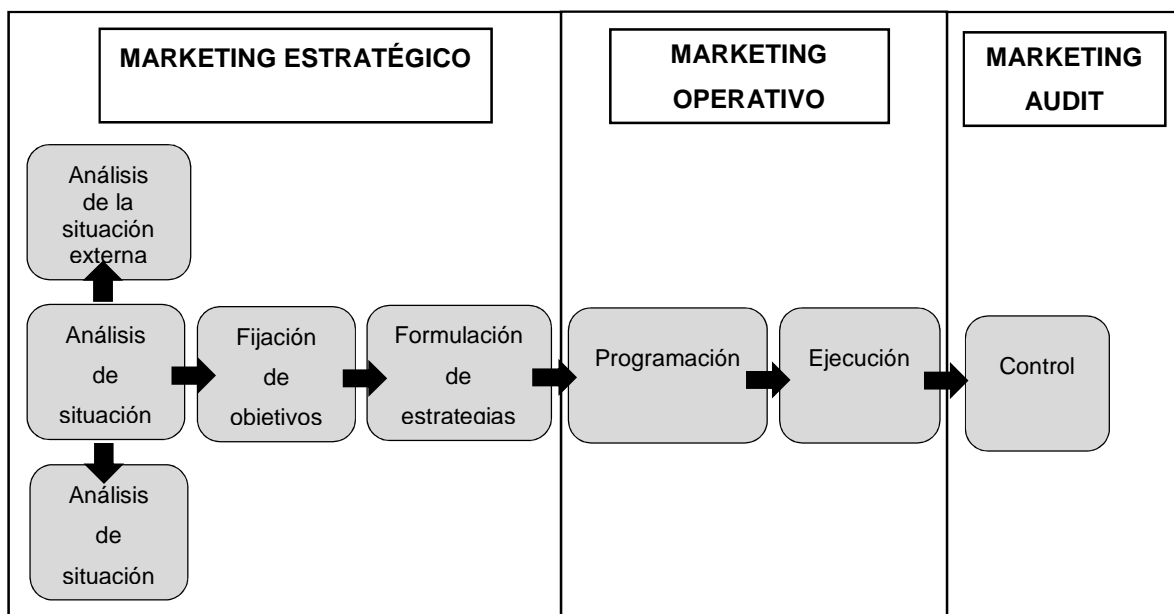 MARKETING ESTRATÉGICO
MARKETING
OPERATIVO
MARKETING
AUDIT
Análisis
de la
situación
externa
Análisis
de
situación
Fijación
de
objetivos
Formulación
de
estrategias
Programación
Ejecución
Control
Análisis
de
situación